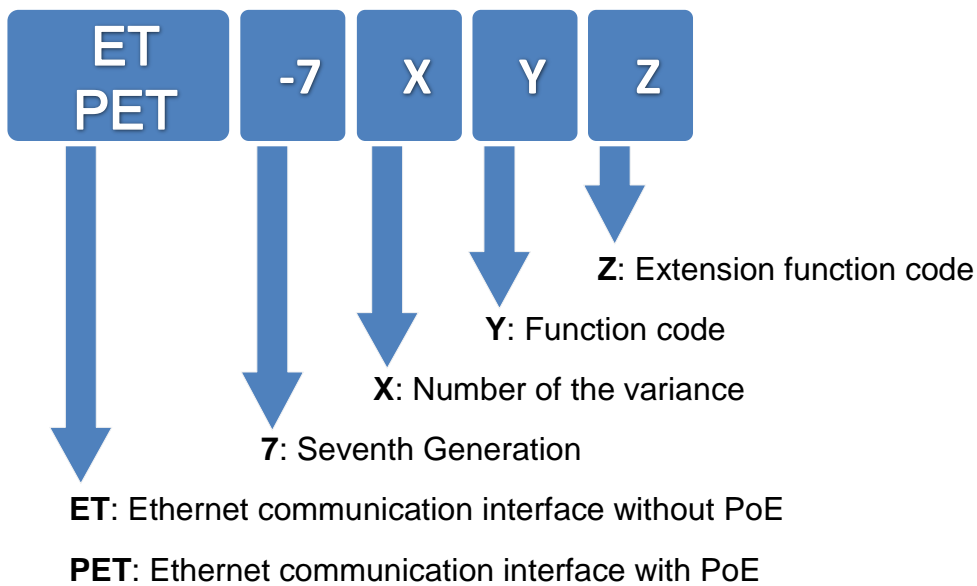 ET
PET
-7
X
Y
Z
Z: Extension function code
Y: Function code
X: Number of the variance
7: Seventh Generation
ET: Ethernet communication interface without PoE
PET: Ethernet communication interface with PoE